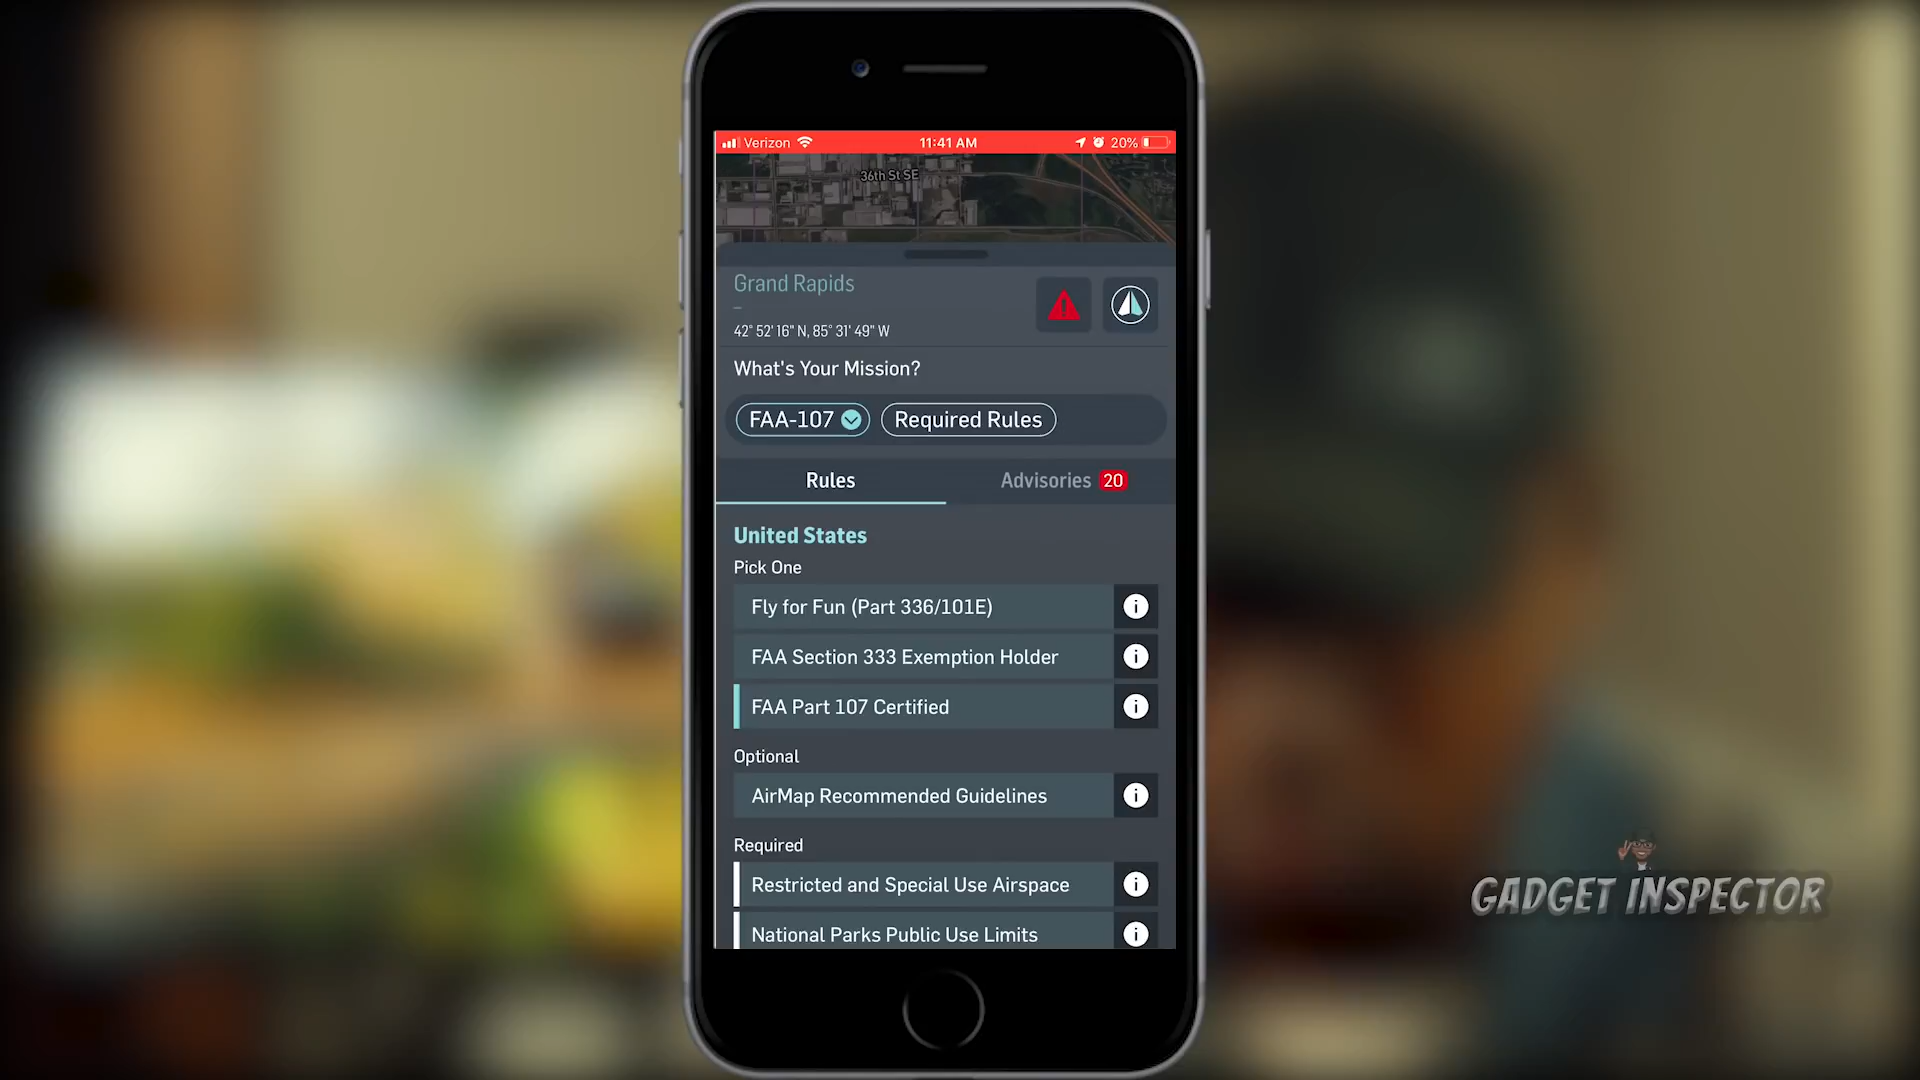 Verizon 11:41 AM 20%
36th St SE
Grand Rapids
–
42° 52' 16" N, 85° 31' 49" W
What's Your Mission?
FAA-107 Required Rules
Rules Advisories 20
United States
Pick One
Fly for Fun (Part 336/101E)
FAA Section 333 Exemption Holder
FAA Part 107 Certified
Optional
AirMap Recommended Guidelines
Required
Restricted and Special Use Airspace
National Parks Public Use Limits
GADGET INSPECTOR